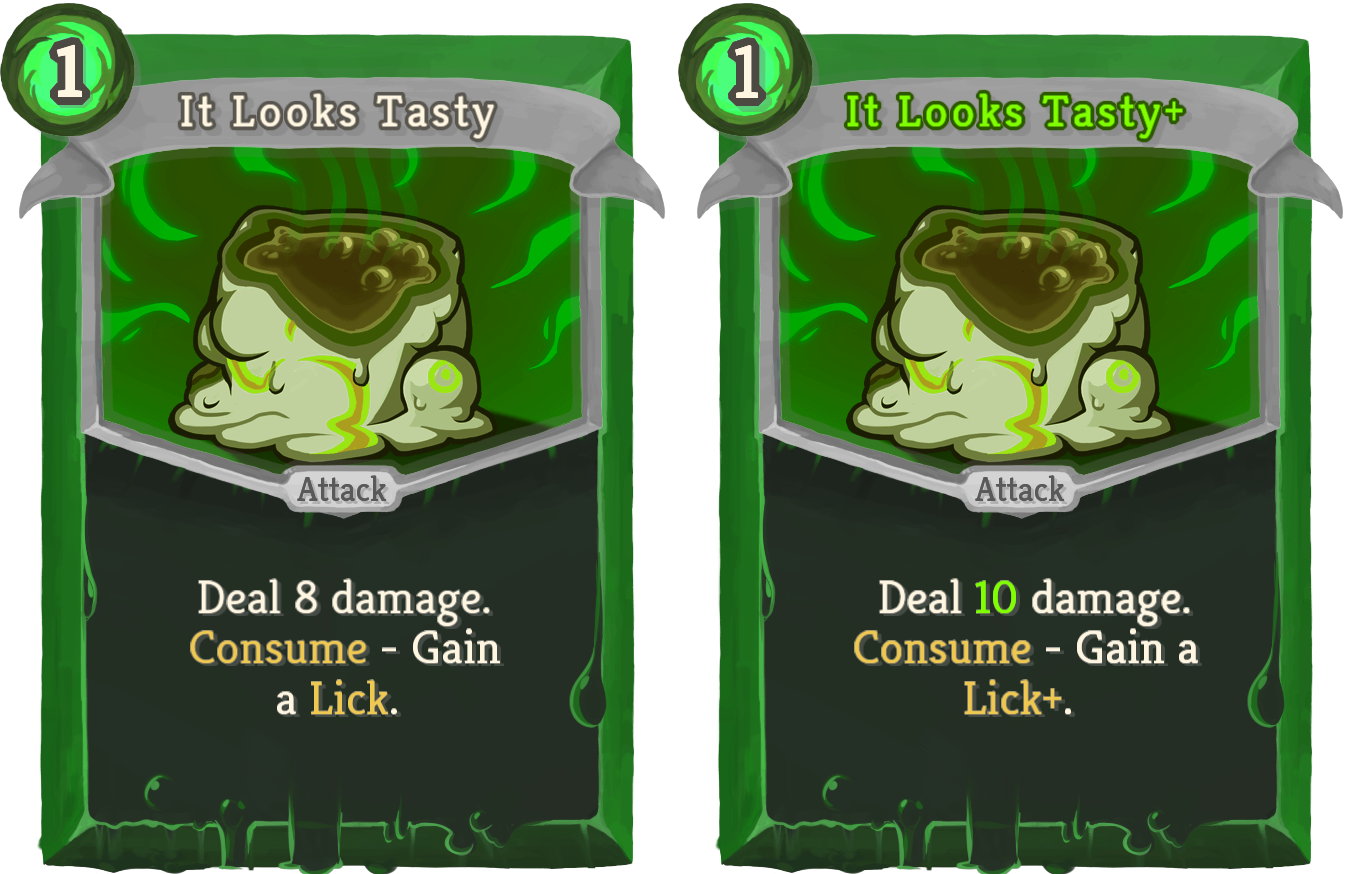 1
It Looks Tasty
Attack
Deal 8 damage.
Consume - Gain
a Lick.
1
It Looks Tasty+
Attack
Deal 10 damage.
Consume - Gain a
Lick+.